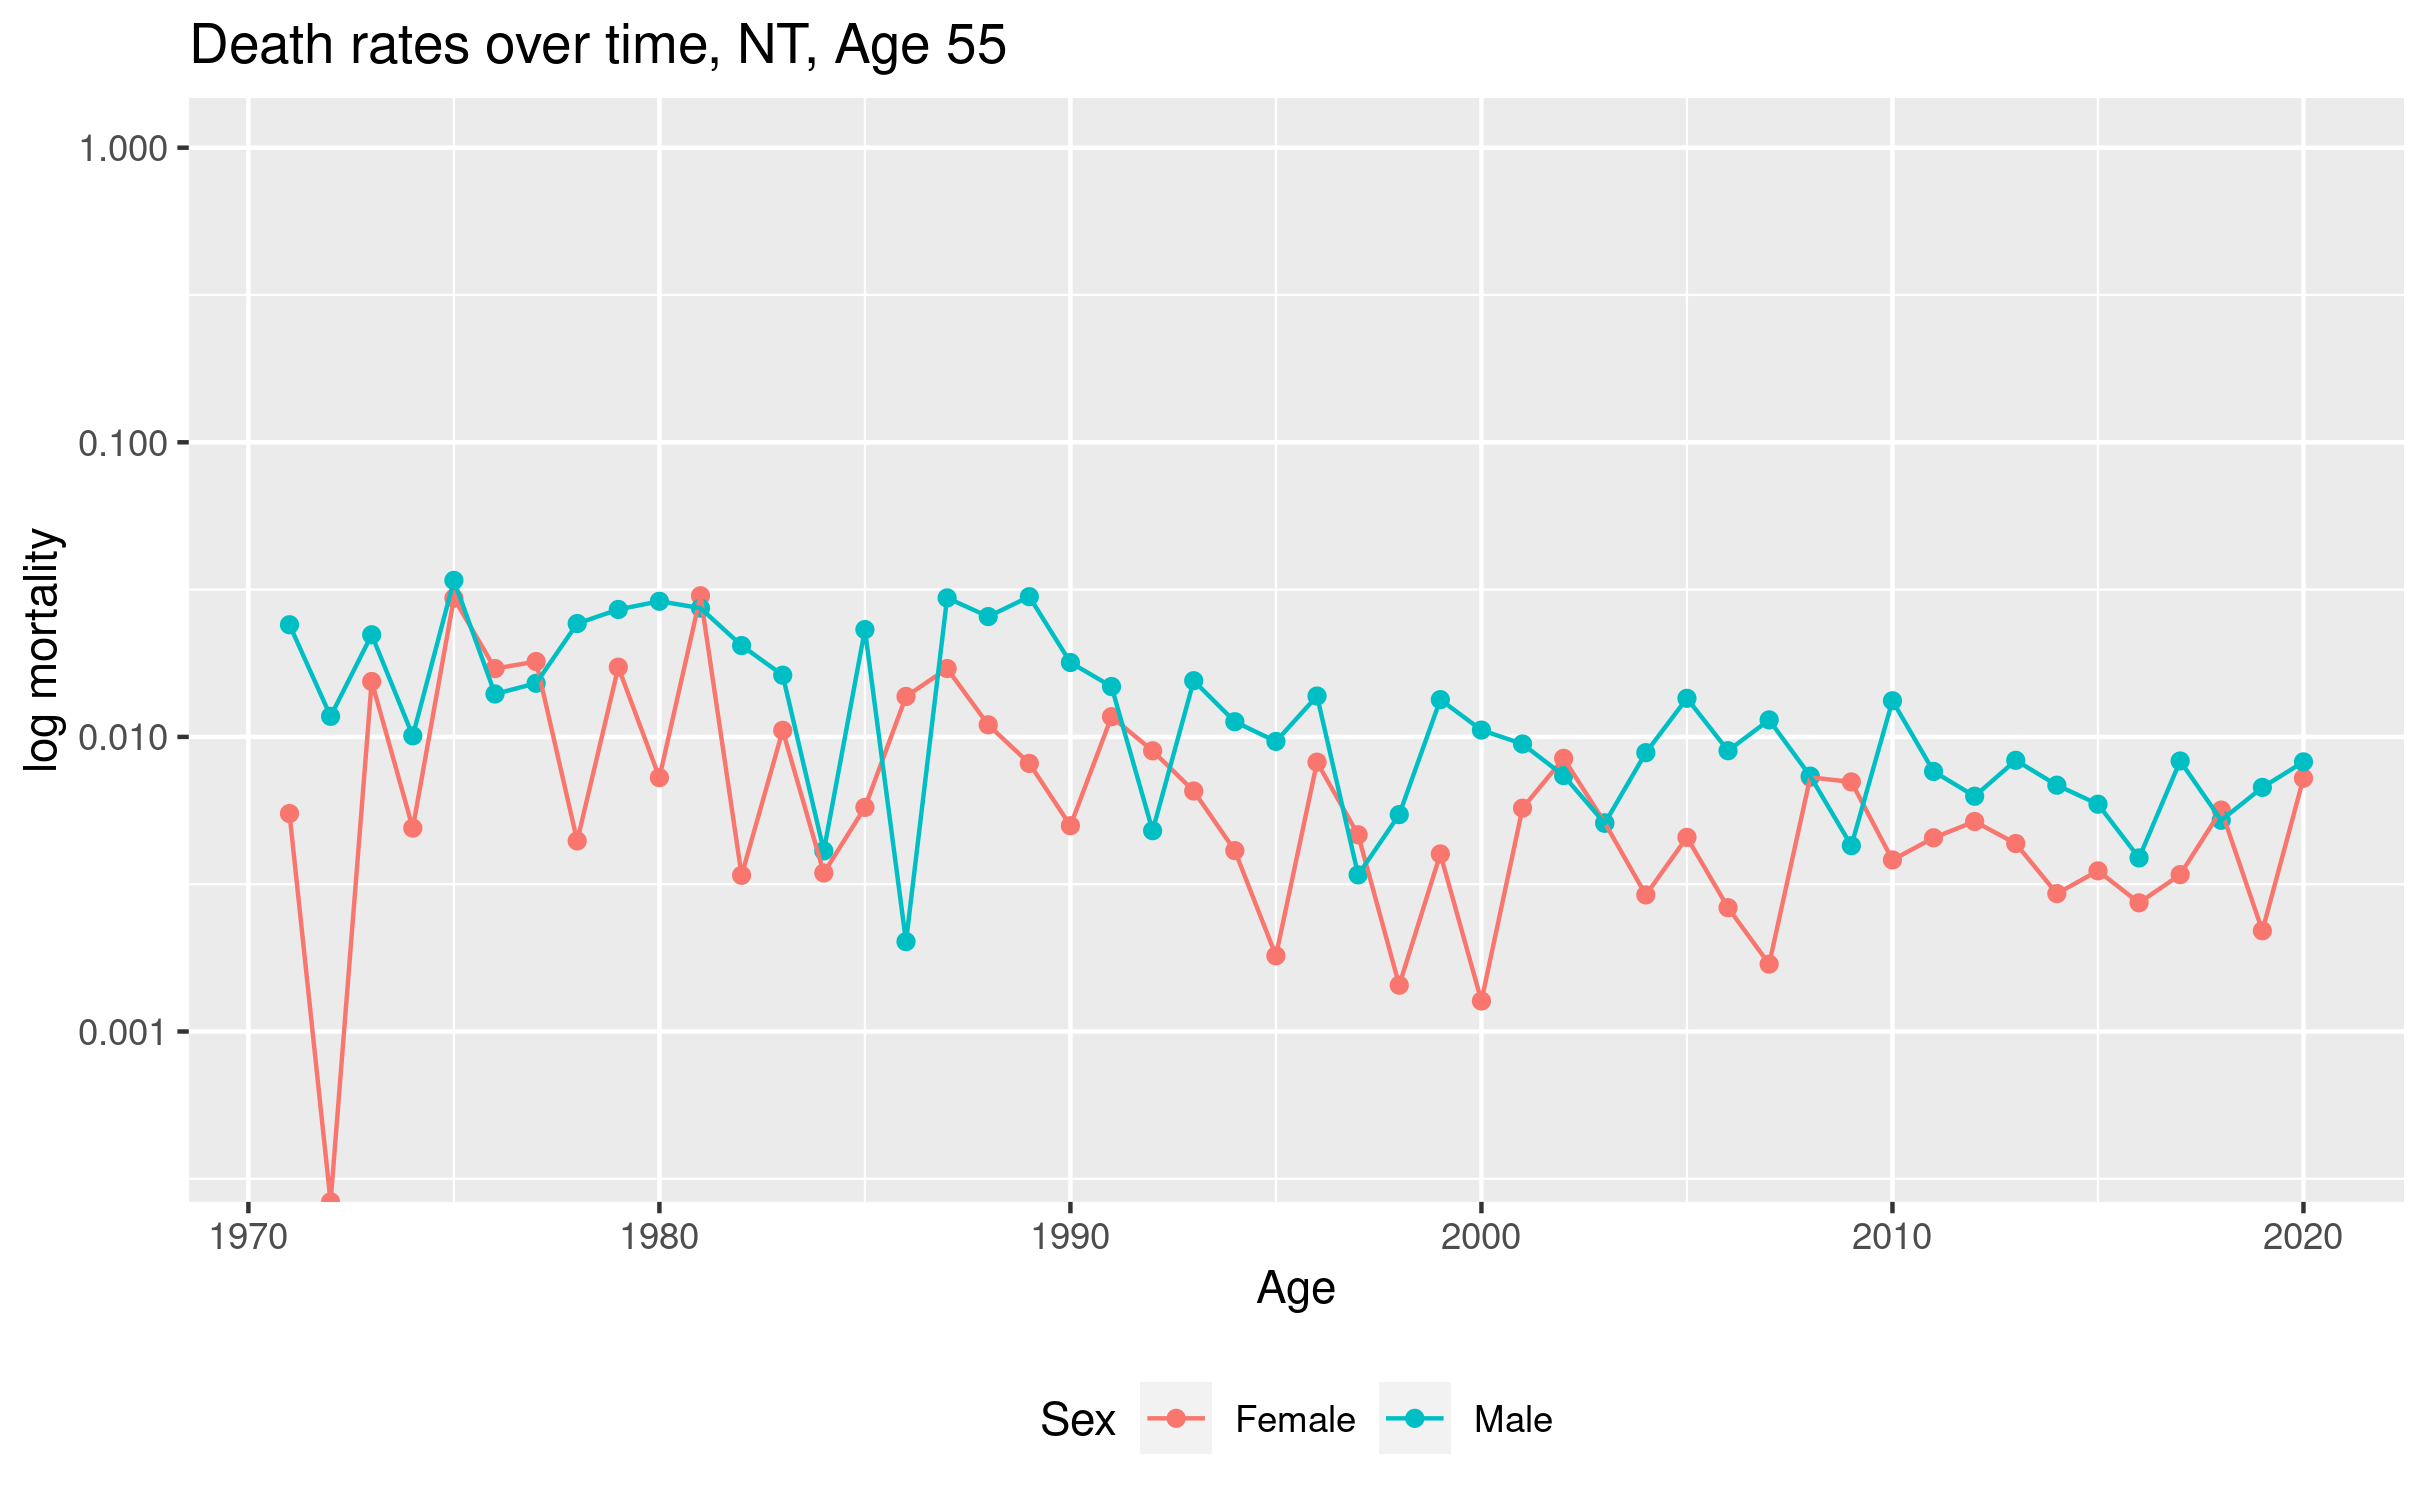 Death rates over time, NT, Age 55
log mortality
1.000
0.100
0.010
0.001
1970 1980 1990 2000 2010 2020
Age
Sex Female Male